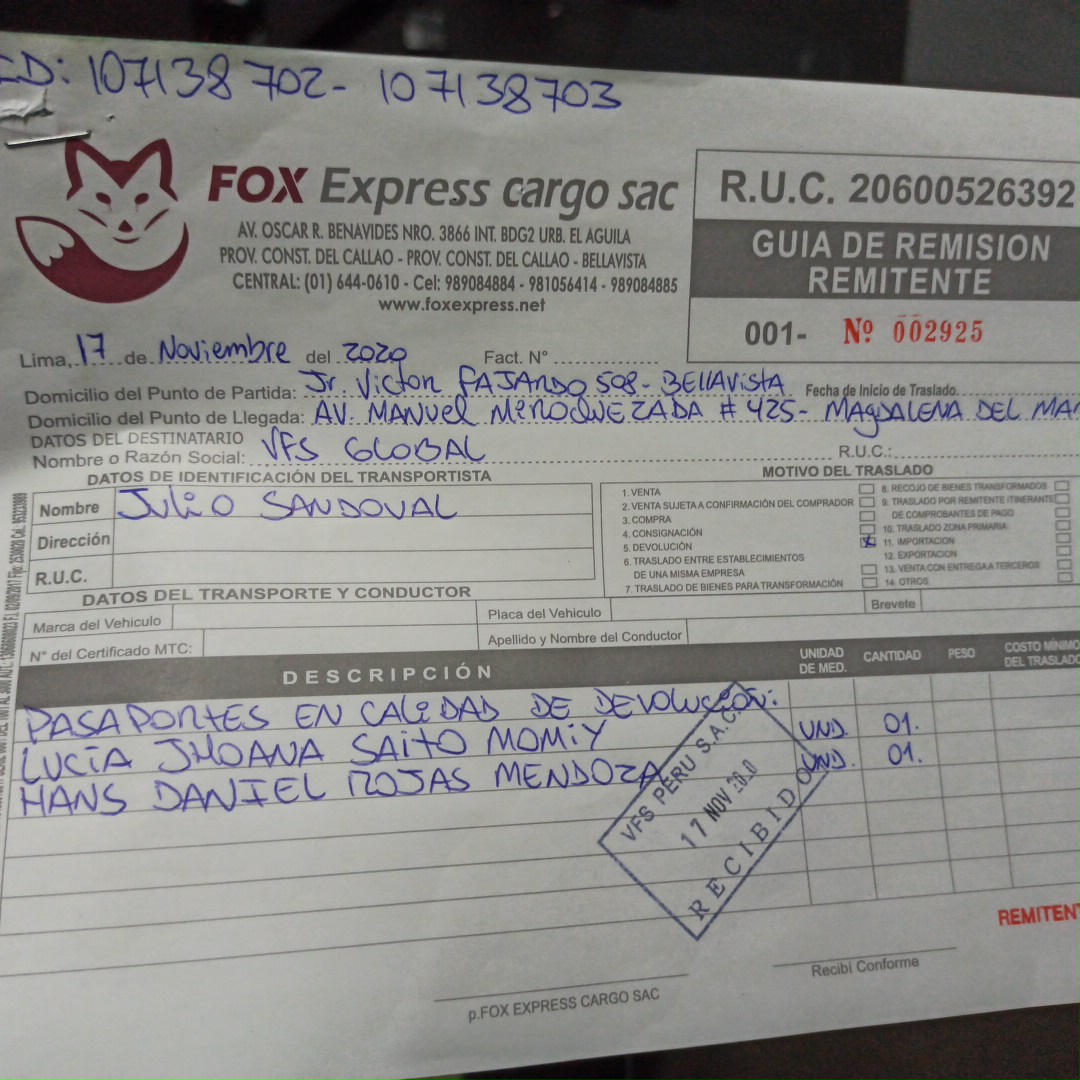 ID: 107138702- 107138703
FOX Express cargo sac
AV. OSCAR R. BENAVIDES NRO. 3866 INT. BDG2 URB. EL AGUILA
PROV. CONST. DEL CALLAO - PROV. CONST. DEL CALLAO - BELLAVISTA
CENTRAL: (01) 644-0610 - Cel: 989084884 - 981056414 - 989084885
www.foxexpress.net
R.U.C. 20600526392
GUIA DE REMISION
REMITENTE
001- Nº 002925
Lima, 17 de Noviembre del 2020 Fact. N°
Domicilio del Punto de Partida: Jr. Victor FAJARDO 508- BELLAVISTA Fecha de Inicio de Traslado
Domicilio del Punto de Llegada: AV. MANUEL MEROQUEZADA # 425- MAGDALENA DEL MAR
DATOS DEL DESTINATARIO
Nombre o Razón Social: VFS GLOBAL R.U.C.:
DATOS DE IDENTIFICACIÓN DEL TRANSPORTISTA
Nombre JULIO SANDOVAL
Dirección
R.U.C.
MOTIVO DEL TRASLADO
1. VENTA
2. VENTA SUJETA A CONFIRMACIÓN DEL COMPRADOR
3. COMPRA
4. CONSIGNACIÓN
5. DEVOLUCIÓN X
6. TRASLADO ENTRE ESTABLECIMIENTOS
DE UNA MISMA EMPRESA
7. TRASLADO DE BIENES PARA TRANSFORMACIÓN
8. RECOJO DE BIENES TRANSFORMADOS
9. TRASLADO POR REMITENTE ITINERANTE
DE COMPROBANTES DE PAGO
10. TRASLADO ZONA PRIMARIA
11. IMPORTACION
12. EXPORTACION
13. VENTA CON ENTREGA A TERCEROS
14. OTROS
DATOS DEL TRANSPORTE Y CONDUCTOR
Marca del Vehiculo Placa del Vehiculo Brevete
N° del Certificado MTC: Apellido y Nombre del Conductor
DESCRIPCIÓN UNIDAD DE MED. CANTIDAD PESO COSTO MÍNIMO DEL TRASLADO
PASAPORTES EN CALIDAD DE DEVOLUCIÓN:
LUCIA JHOANA SAITO MOMIY UND. 01.
HANS DANIEL ROJAS MENDOZA UND. 01.
VFS PERU S.A.C.
17 NOV 2020
RECIBIDO
REMITENT
p.FOX EXPRESS CARGO SAC
Recibi Conforme